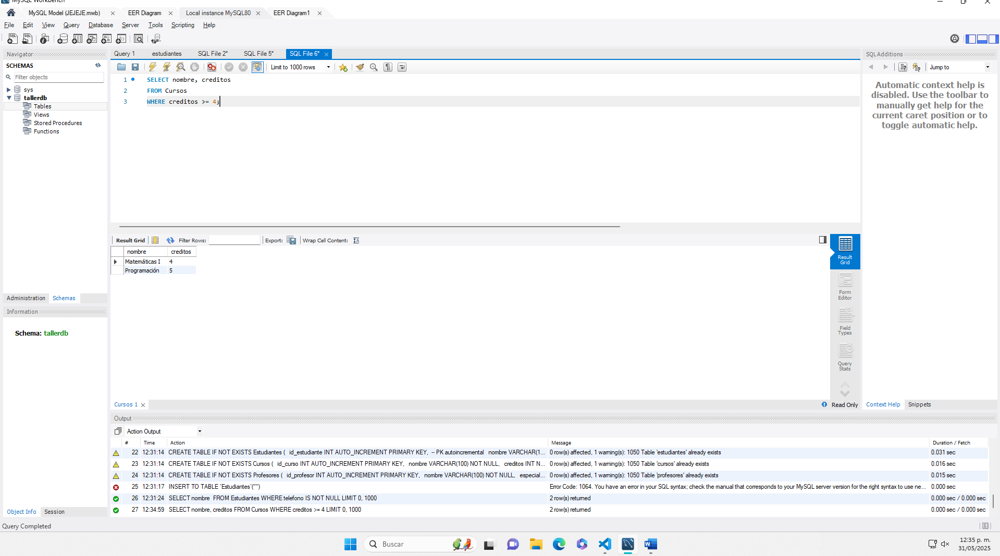 MySQL Workbench
MySQL Model (JEJEJE.mwb)
EER Diagram
Local instance MySQL80
EER Diagram1
File Edit View Query Database Server Tools Scripting Help
Navigator
SCHEMAS
Filter objects
sys
tallerdb
Tables
Views
Stored Procedures
Functions
Administration Schemas
Information
Schema: tallerdb
Object Info Session
Query Completed
Query 1 estudiantes SQL File 2* SQL File 5* SQL File 6*
Limit to 1000 rows
1 SELECT nombre, creditos
2 FROM Cursos
3 WHERE creditos >= 4;
Result Grid Filter Rows: Export: Wrap Cell Content:
nombre creditos
Matemáticas I 4
Programación 5
Result Grid
Form Editor
Field Types
Query Stats
Cursos 1
Read Only
SQLAdditions
Jump to
Automatic context help is
disabled. Use the toolbar to
manually get help for the
current caret position or to
toggle automatic help.
Context Help Snippets
Output
Action Output
# Time Action Message Duration / Fetch
22 12:31:14 CREATE TABLE IF NOT EXISTS Estudiantes ( id_estudiante INT AUTO_INCREMENT PRIMARY KEY, -- PK autoincremental nombre VARCHAR(1... 0 row(s) affected, 1 warning(s): 1050 Table 'estudiantes' already exists 0.031 sec
23 12:31:14 CREATE TABLE IF NOT EXISTS Cursos ( id_curso INT AUTO_INCREMENT PRIMARY KEY, nombre VARCHAR(100) NOT NULL, creditos INT N... 0 row(s) affected, 1 warning(s): 1050 Table 'cursos' already exists 0.016 sec
24 12:31:14 CREATE TABLE IF NOT EXISTS Profesores ( id_profesor INT AUTO_INCREMENT PRIMARY KEY, nombre VARCHAR(100) NOT NULL, especial... 0 row(s) affected, 1 warning(s): 1050 Table 'profesores' already exists 0.015 sec
25 12:31:17 INSERT TO TABLE `Estudiantes`("") Error Code: 1064. You have an error in your SQL syntax; check the manual that corresponds to your MySQL server version for the right syntax to use ne... 0.000 sec
26 12:31:24 SELECT nombre FROM Estudiantes WHERE telefono IS NOT NULL LIMIT 0, 1000 2 row(s) returned 0.000 sec / 0.000 sec
27 12:34:59 SELECT nombre, creditos FROM Cursos WHERE creditos >= 4 LIMIT 0, 1000 2 row(s) returned 0.000 sec / 0.000 sec
Buscar
12:35 p. m.
31/05/2025